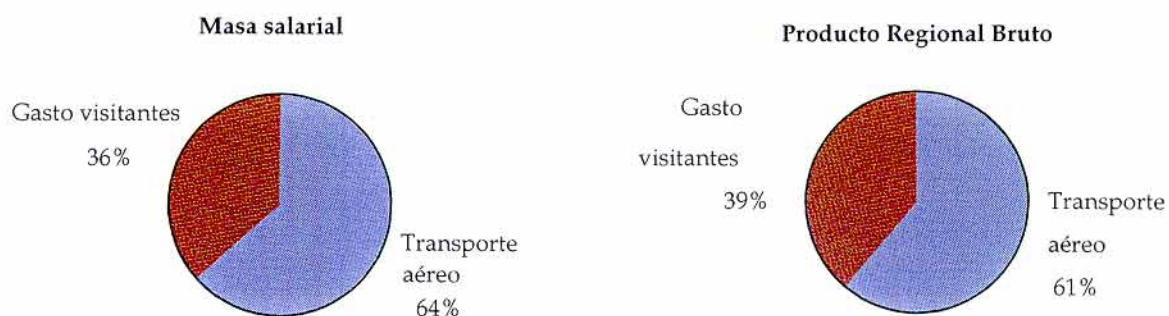 Masa salarial
Gasto visitantes
36%
Transporte
aéreo
64%
Producto Regional Bruto
Gasto
visitantes
39%
Transporte
aéreo
61%